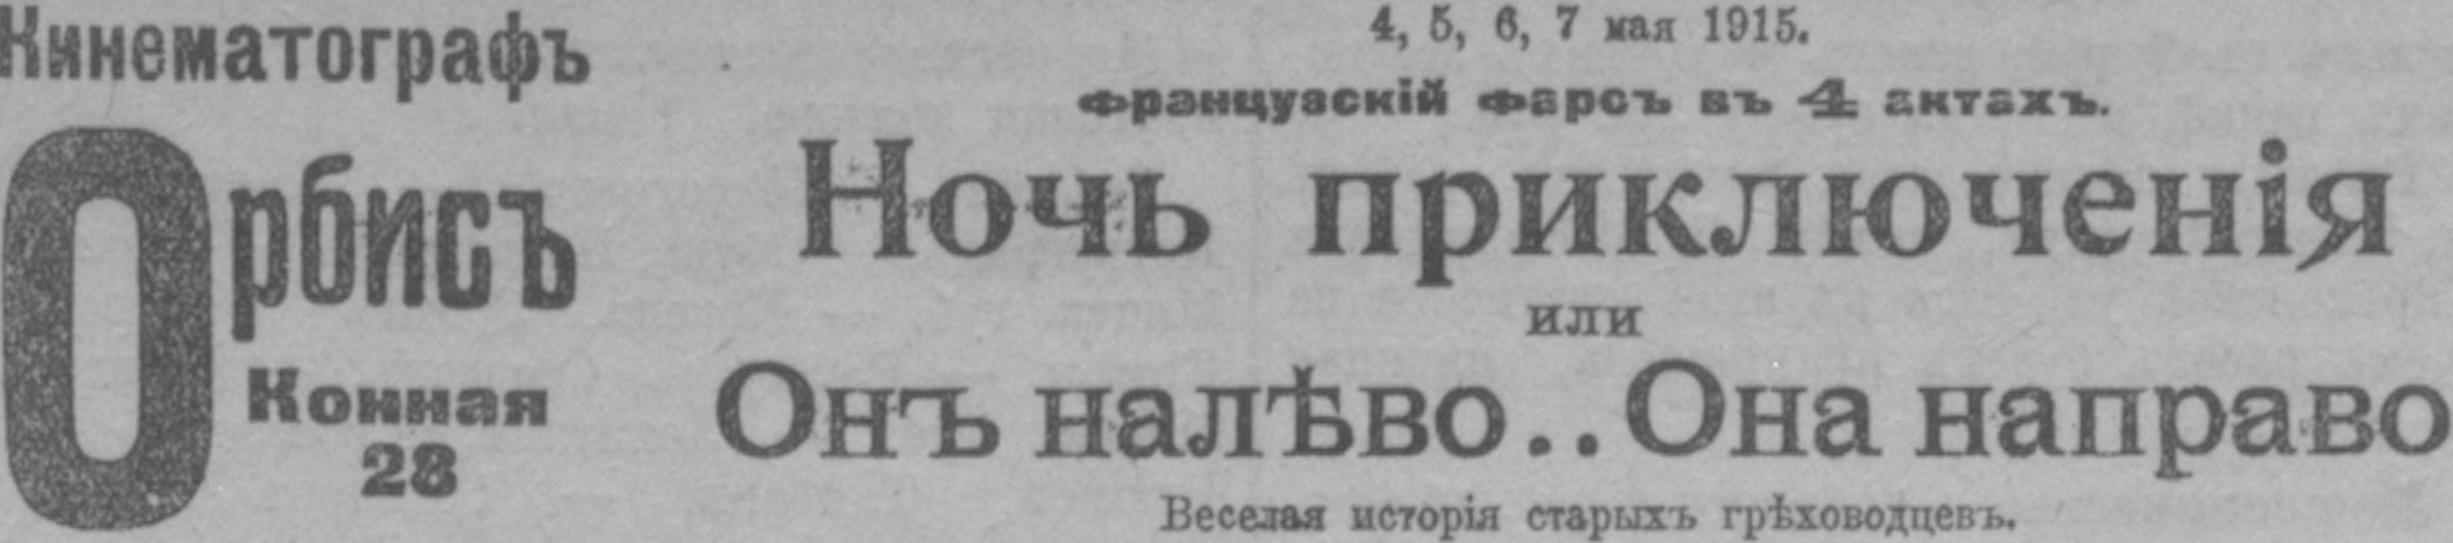 Кинематографъ
Орбисъ
Конная
28
4, 5, 6, 7 мая 1915.
Французскій Фарсъ въ 4 актахъ.
Ночь приключенія
или
Онъ налѣво.. Она направо
Веселая исторія старыхъ грѣховодцевъ.